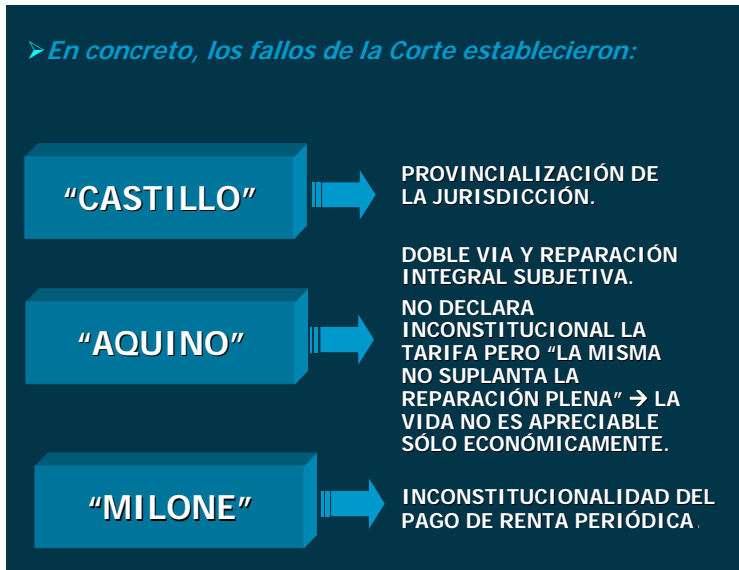 ➢En concreto, los fallos de la Corte establecieron:
“CASTILLO”
PROVINCIALIZACIÓN DE
LA JURISDICCIÓN.
“AQUINO”
DOBLE VIA Y REPARACIÓN
INTEGRAL SUBJETIVA.
NO DECLARA
INCONSTITUCIONAL LA
TARIFA PERO “LA MISMA
NO SUPLANTA LA
REPARACIÓN PLENA” → LA
VIDA NO ES APRECIABLE
SÓLO ECONÓMICAMENTE.
“MILONE”
INCONSTITUCIONALIDAD DEL
PAGO DE RENTA PERIÓDICA.